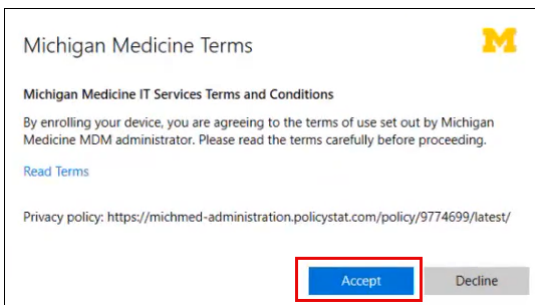 Michigan Medicine Terms
M
Michigan Medicine IT Services Terms and Conditions
By enrolling your device, you are agreeing to the terms of use set out by Michigan
Medicine MDM administrator. Please read the terms carefully before proceeding.
Read Terms
Privacy policy: https://michmed-administration.policystat.com/policy/9774699/latest/
Accept Decline